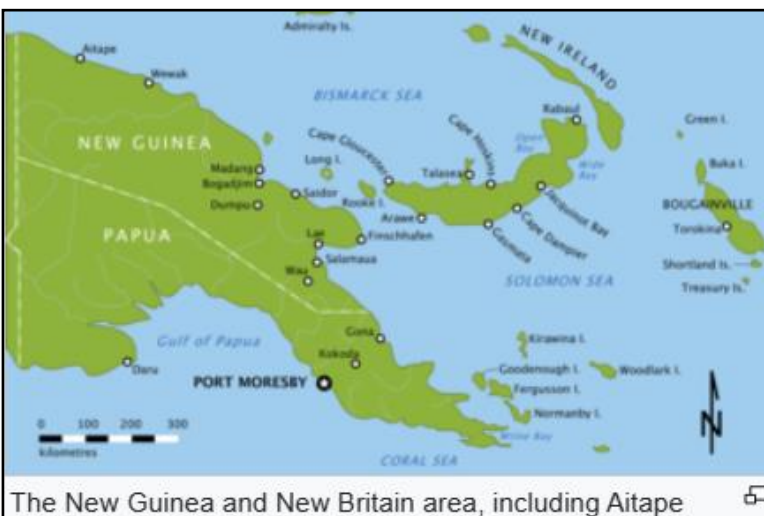 Admiralty Is.
NEW IRELAND
Aitape
Wewak
BISMARCK SEA
Rabaul
Green I.
NEW GUINEA
Cape Gloucester
Cape Hoskins
Open Bay
Wide Bay
Long I.
Talasea
Buka I.
Madang
Bogadjim
Saidor
Rooke I.
Jacquinot Bay
BOUGAINVILLE
Dumpu
Arawe
Cape Dampier
Torokina
PAPUA
Lae
Finschhafen
Gasmata
Salamaua
Shortland Is.
Wau
SOLOMON SEA
Treasury Is.
Gulf of Papua
Gona
Kirawina I.
Kokoda
Goodenough I.
Woodlark I.
Daru
PORT MORESBY
Fergusson I.
Normanby I.
0 100 200 300
kilometres
Milne Bay
N
CORAL SEA
The New Guinea and New Britain area, including Aitape